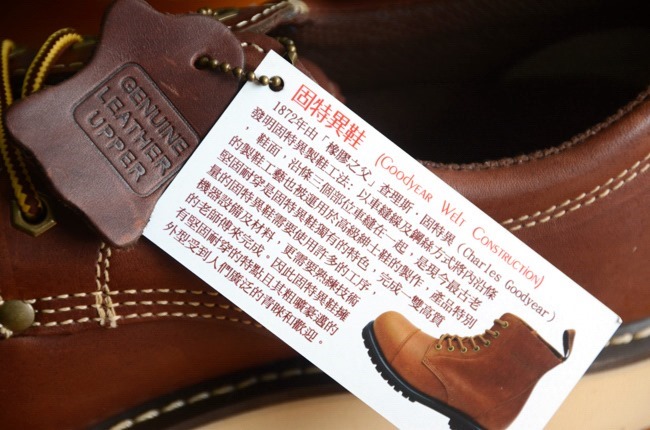 GENUINE
LEATHER
UPPER
固特異鞋 (GOODYEAR WELT CONSTRUCTION)
1872年由「橡膠之父」查理斯．固特異(Charles Goodyear)
發明固特異製鞋工法，以車縫線及鋼絲方式將內沿條
，鞋面，沿條三個部位車縫在一起，是現今最古老
的製鞋工藝也被運用於高級紳士鞋的製作，產品特別
堅固耐穿是固特異鞋獨有的特色，完成一雙高質
量的固特異鞋需要使用許多的工序，
機器設備及材料，更需要熟練技術
的老師傅來完成，因此固特異鞋擁
有堅固耐穿的特點且其粗曠豪邁的
外型受到人們廣泛的青睞和歡迎。